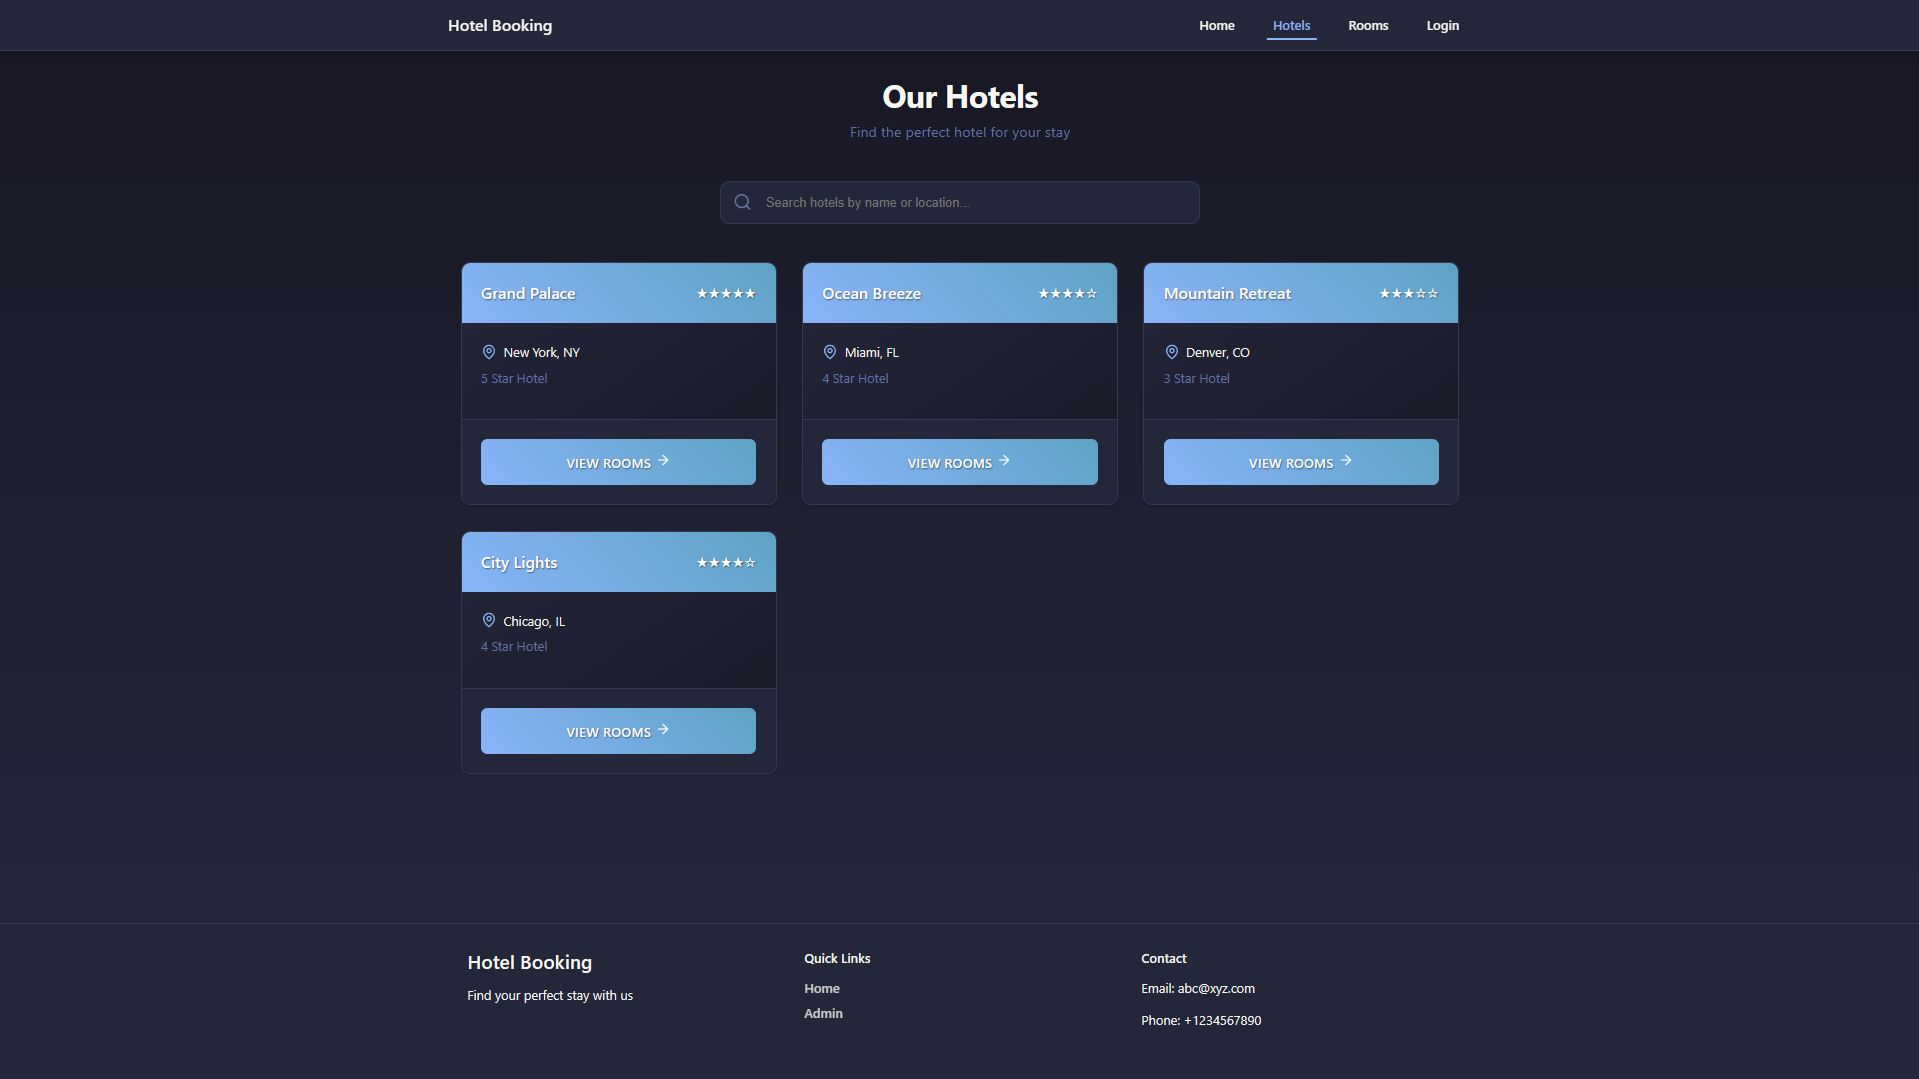 Hotel Booking
Home
Hotels
Rooms
Login
Our Hotels
Find the perfect hotel for your stay
Search hotels by name or location...
Grand Palace ★★★★★
New York, NY
5 Star Hotel
VIEW ROOMS →
Ocean Breeze ★★★★☆
Miami, FL
4 Star Hotel
VIEW ROOMS →
Mountain Retreat ★★★☆☆
Denver, CO
3 Star Hotel
VIEW ROOMS →
City Lights ★★★★☆
Chicago, IL
4 Star Hotel
VIEW ROOMS →
Hotel Booking
Find your perfect stay with us
Quick Links
Home
Admin
Contact
Email: abc@xyz.com
Phone: +1234567890